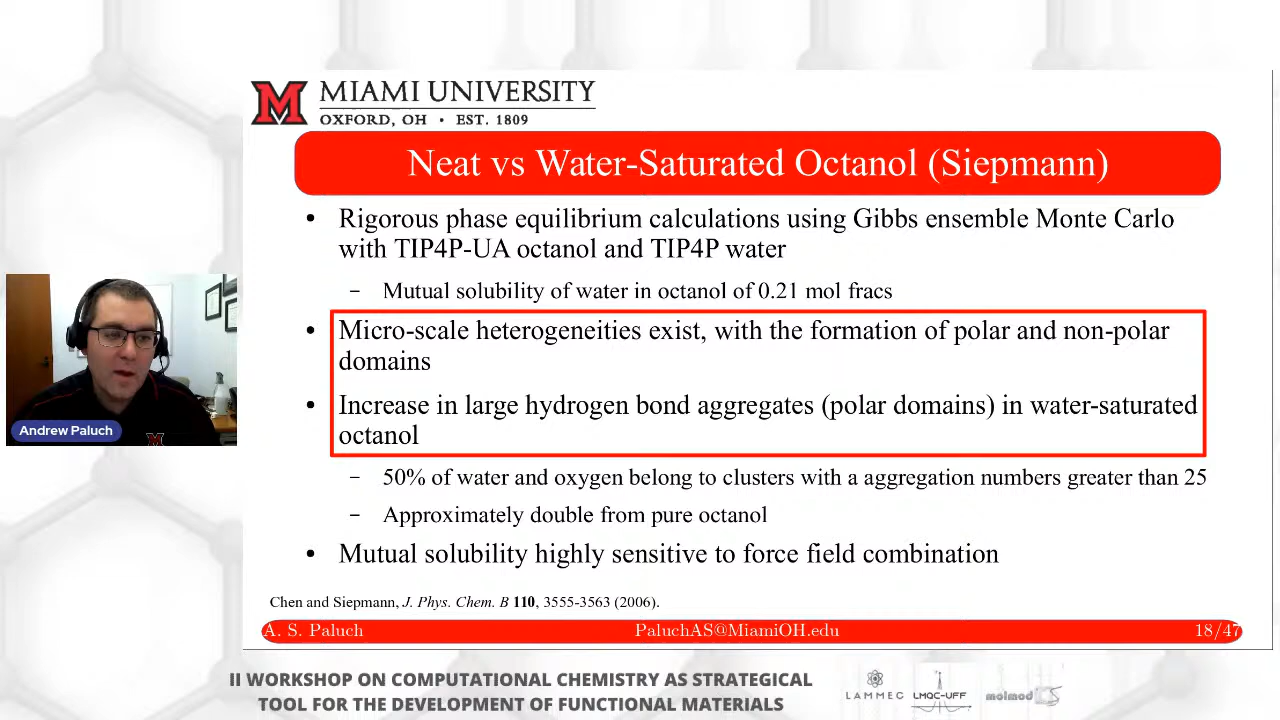 MIAMI UNIVERSITY
OXFORD, OH • EST. 1809
Neat vs Water-Saturated Octanol (Siepmann)
• Rigorous phase equilibrium calculations using Gibbs ensemble Monte Carlo
with TIP4P-UA octanol and TIP4P water
– Mutual solubility of water in octanol of 0.21 mol fracs
• Micro-scale heterogeneities exist, with the formation of polar and non-polar
domains
• Increase in large hydrogen bond aggregates (polar domains) in water-saturated
octanol
– 50% of water and oxygen belong to clusters with a aggregation numbers greater than 25
– Approximately double from pure octanol
• Mutual solubility highly sensitive to force field combination
Chen and Siepmann, J. Phys. Chem. B 110, 3555-3563 (2006).
A. S. Paluch PaluchAS@MiamiOH.edu 18/47
Andrew Paluch
II WORKSHOP ON COMPUTATIONAL CHEMISTRY AS STRATEGICAL
TOOL FOR THE DEVELOPMENT OF FUNCTIONAL MATERIALS
LAMMEC LMQC-UFF molmod CS